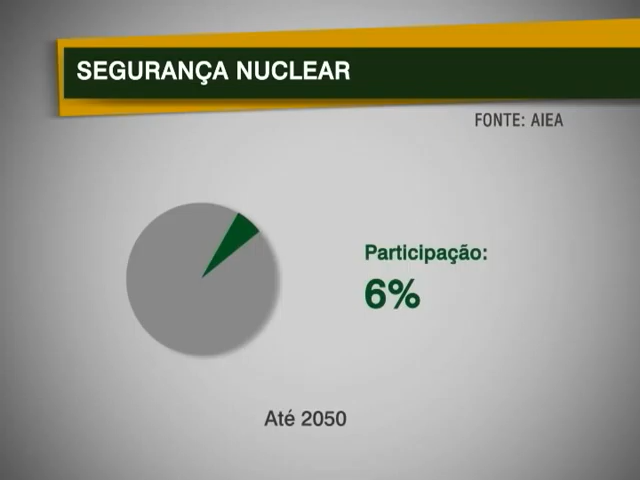 SEGURANÇA NUCLEAR
FONTE: AIEA
Participação:
6%
Até 2050